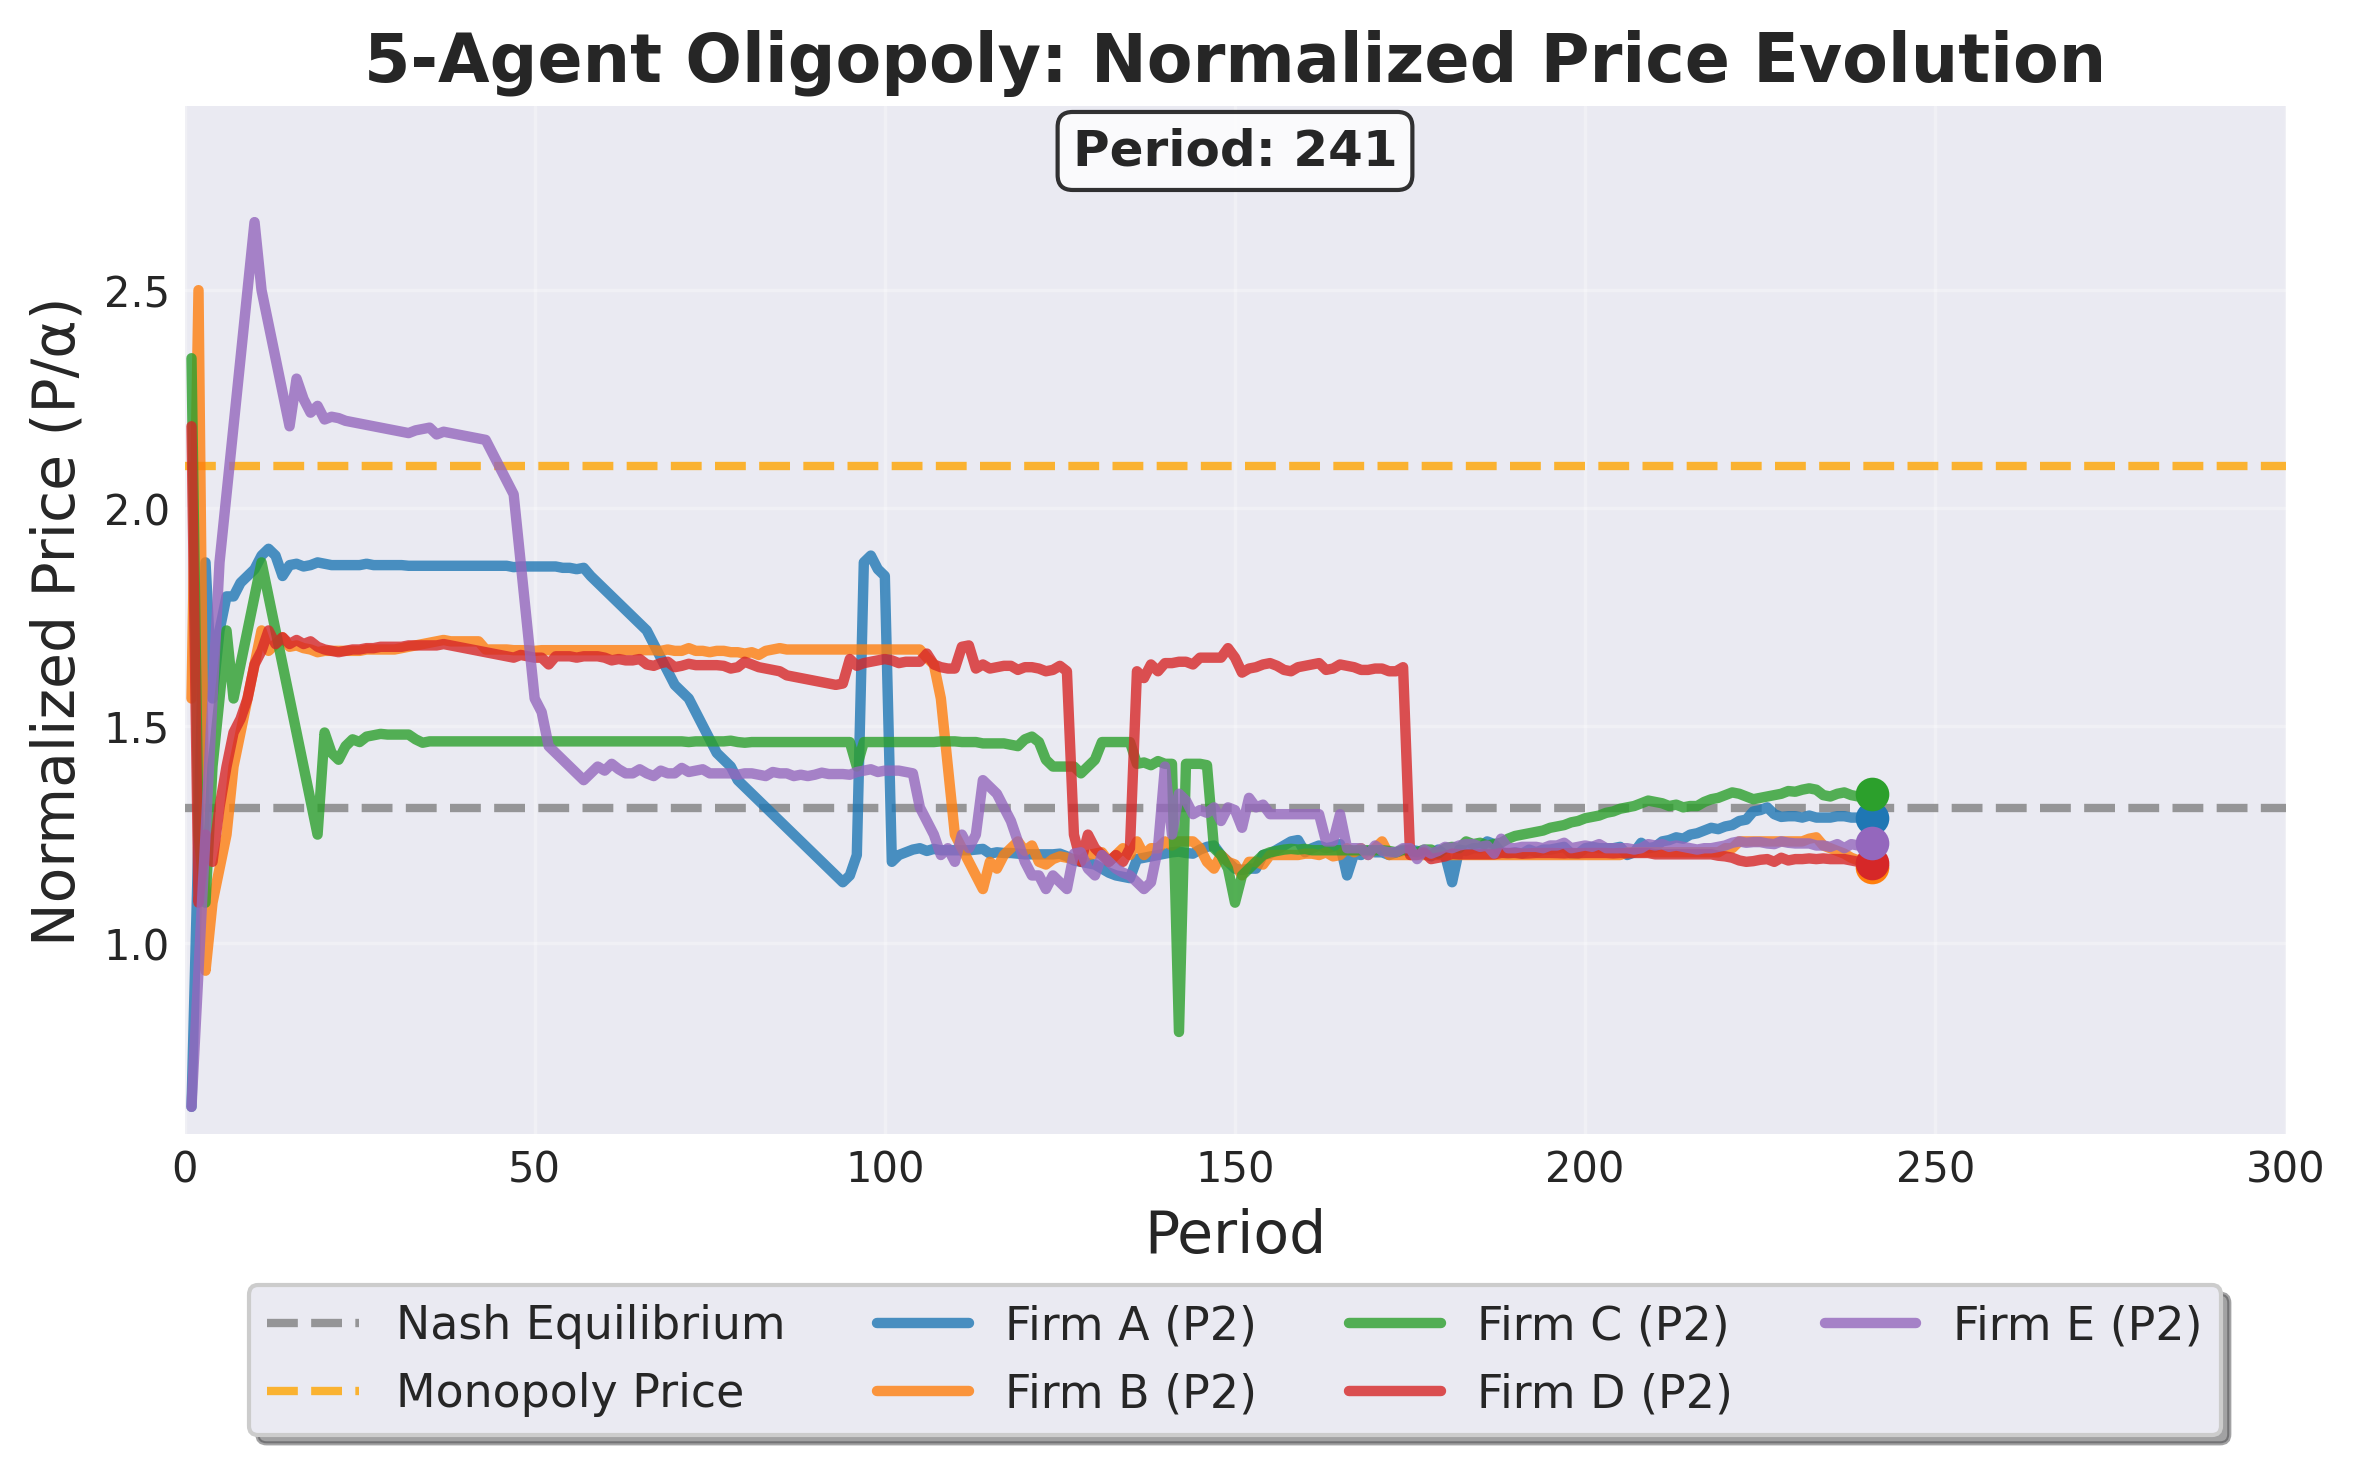 5-Agent Oligopoly: Normalized Price Evolution
Period: 241
Normalized Price (P/α)
2.5
2.0
1.5
1.0
0
50
100
150
200
250
300
Period
Nash Equilibrium
Monopoly Price
Firm A (P2)
Firm B (P2)
Firm C (P2)
Firm D (P2)
Firm E (P2)